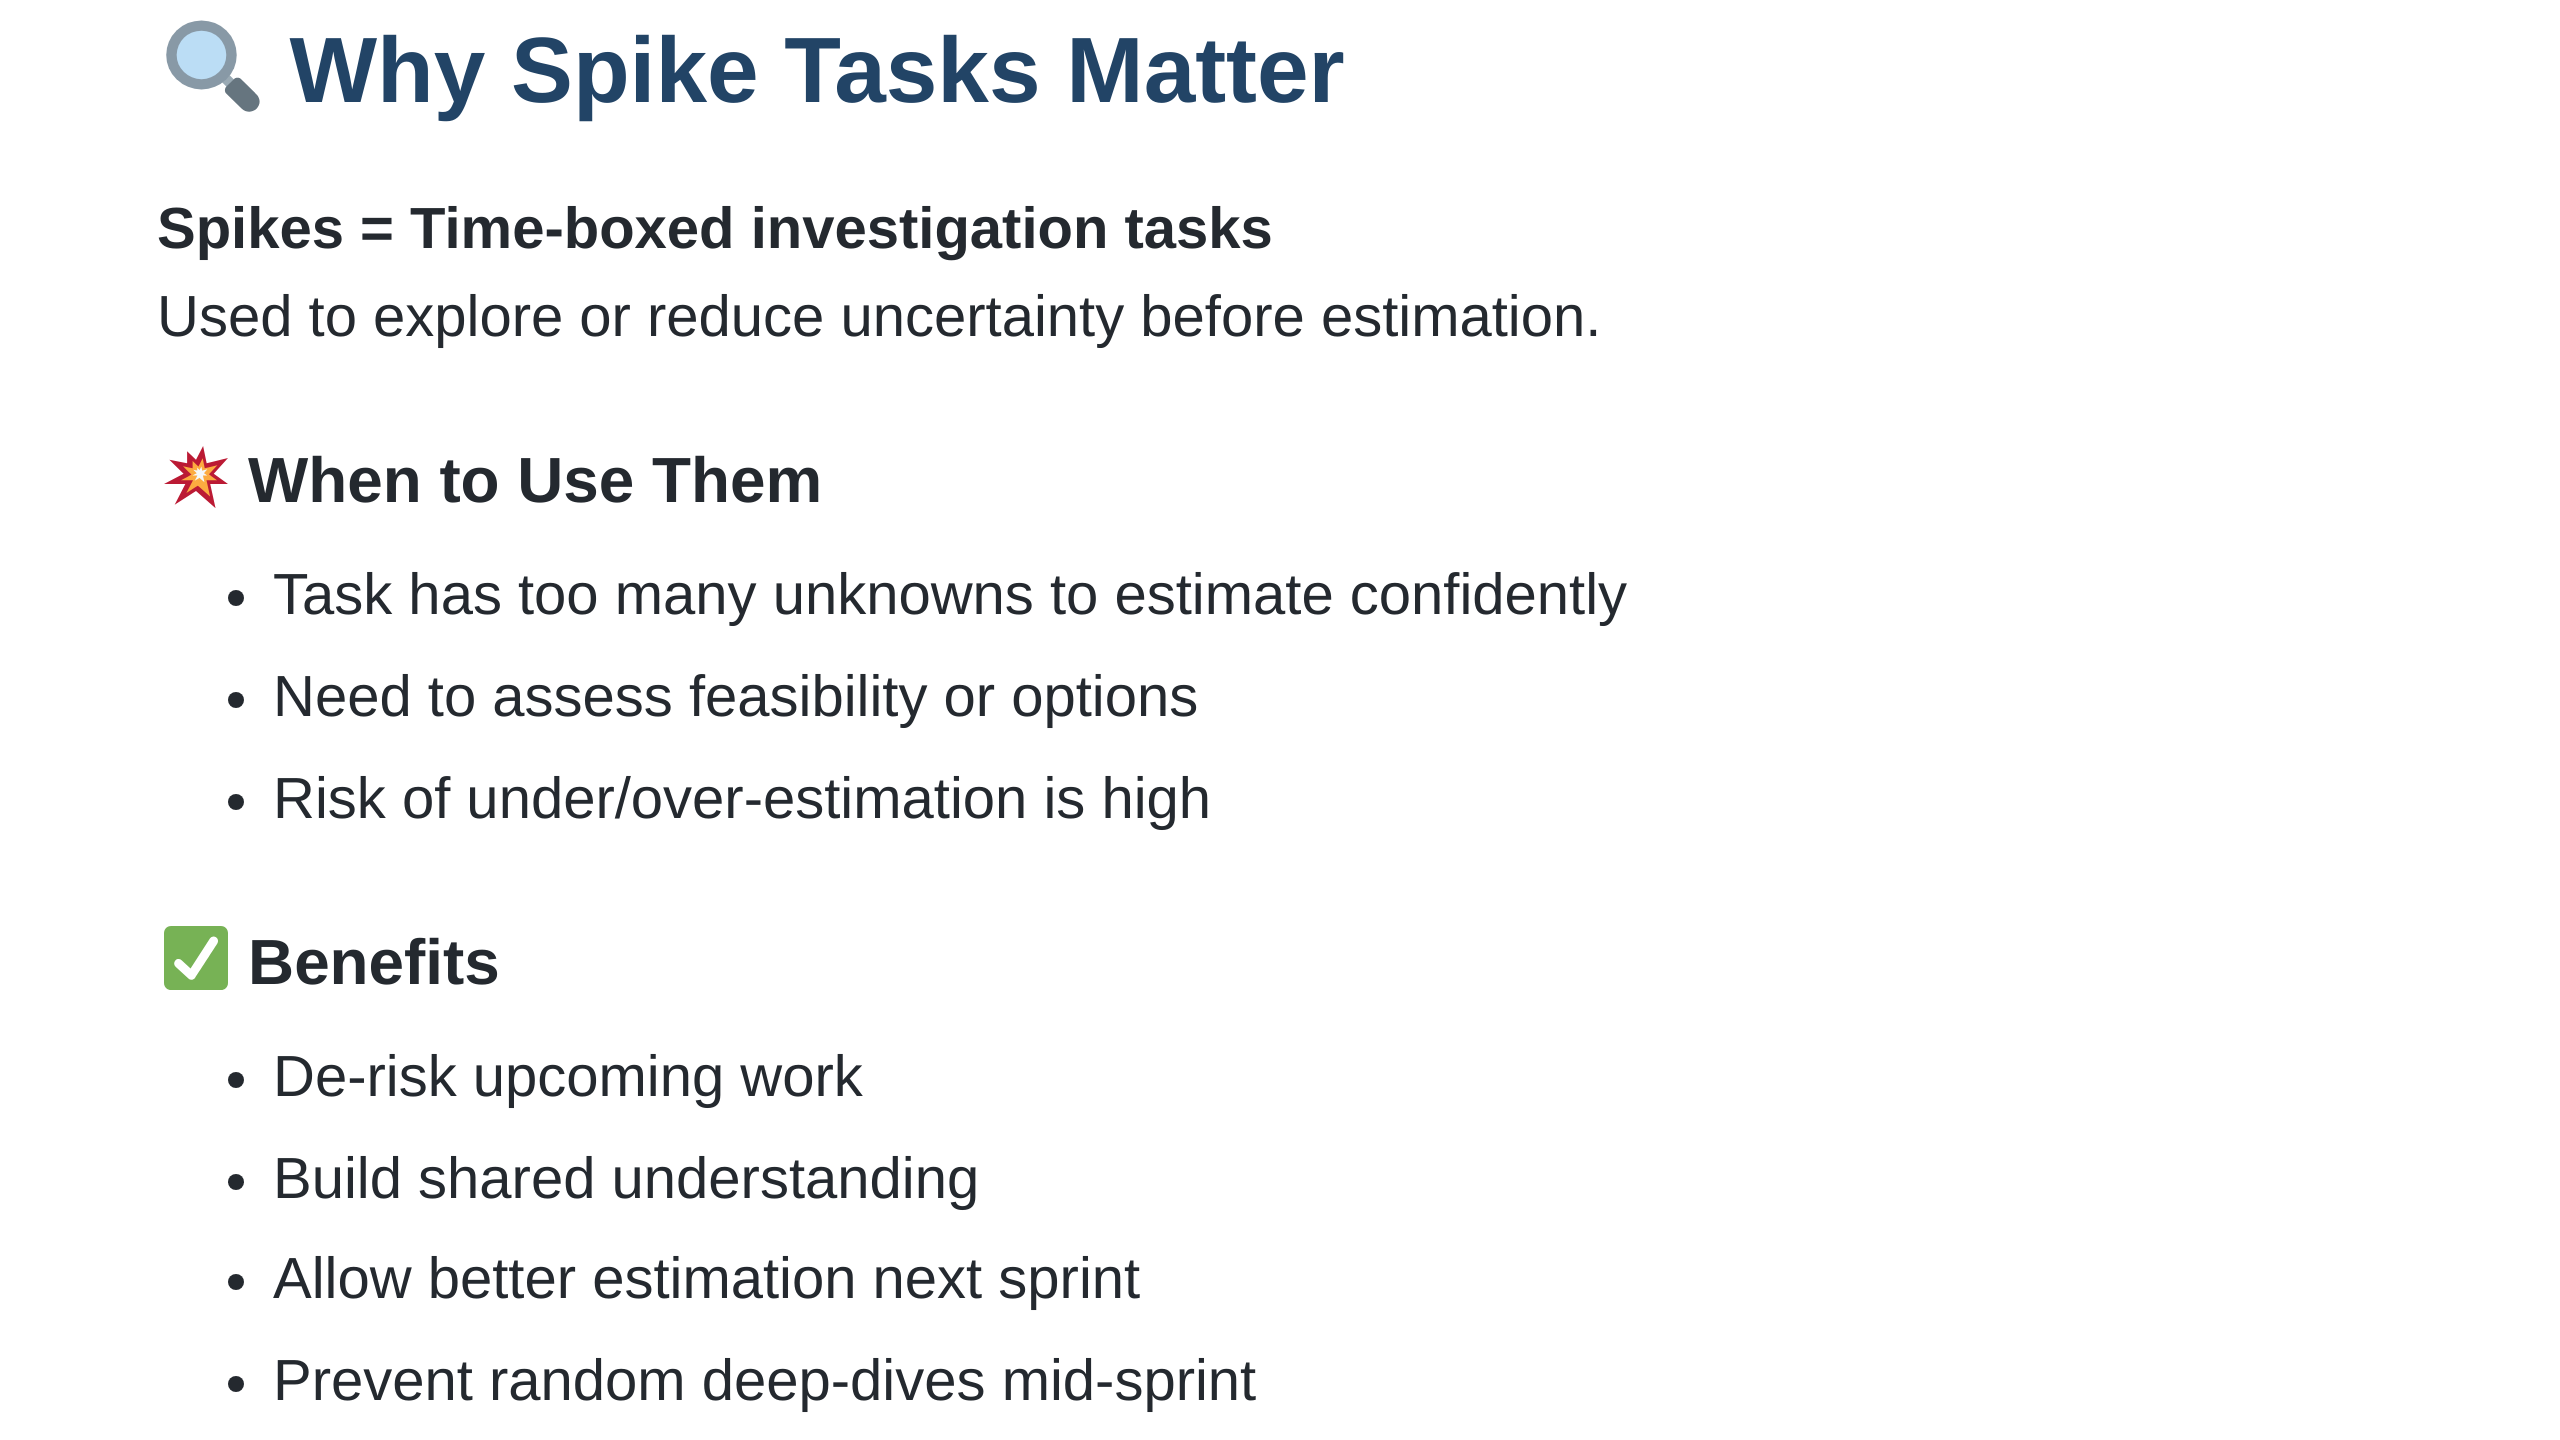 Why Spike Tasks Matter
Spikes = Time-boxed investigation tasks
Used to explore or reduce uncertainty before estimation.
When to Use Them
Task has too many unknowns to estimate confidently
Need to assess feasibility or options
Risk of under/over-estimation is high
Benefits
De-risk upcoming work
Build shared understanding
Allow better estimation next sprint
Prevent random deep-dives mid-sprint